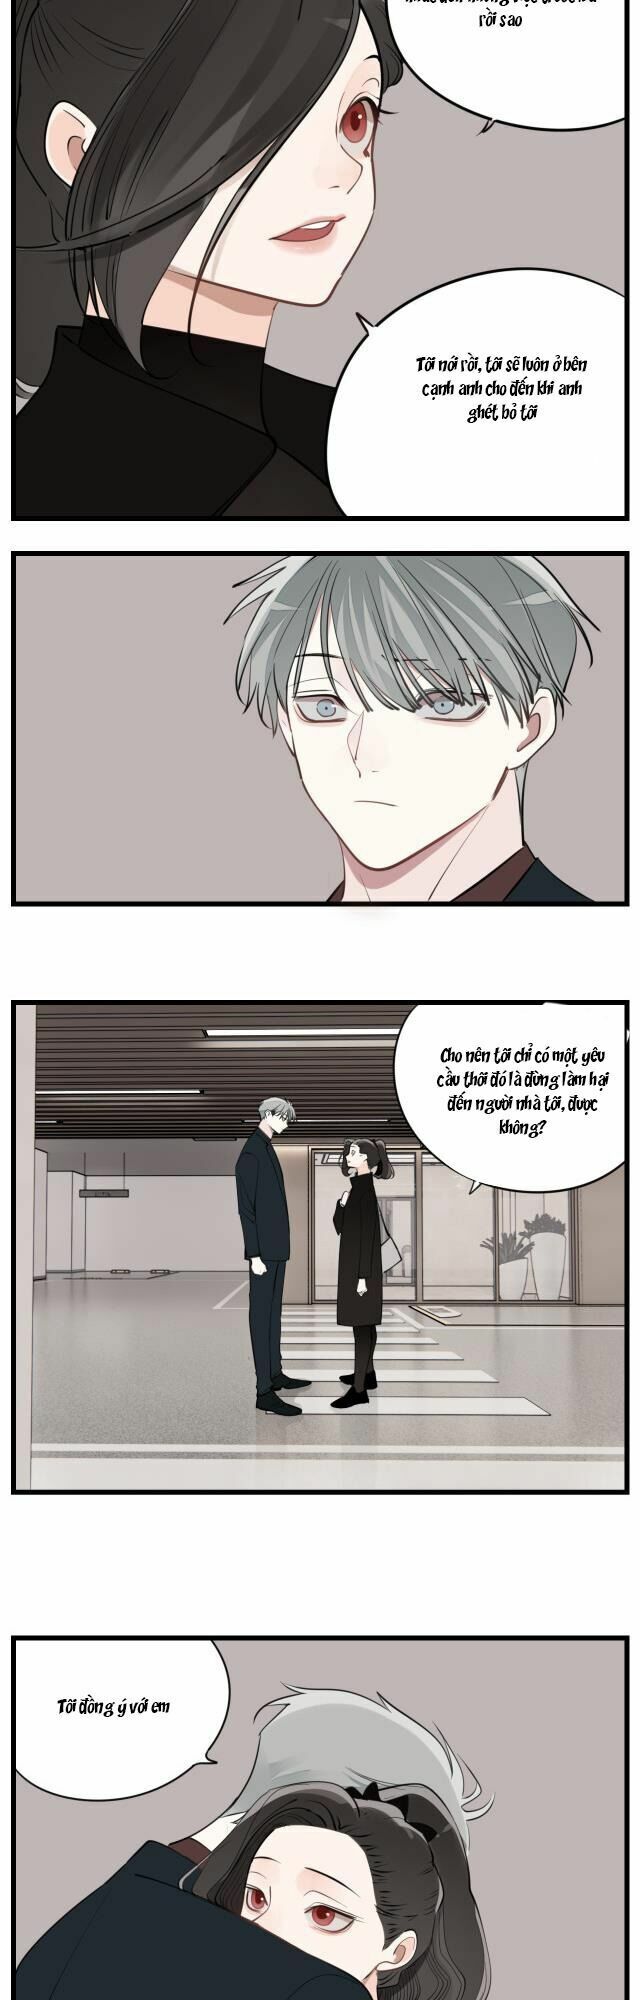 rồi sao
Tôi nói rồi, tôi sẽ luôn ở bên
cạnh anh cho đến khi anh
ghét bỏ tôi
Cho nên tôi chỉ có một yêu
cầu thôi đó là đừng làm hại
đến người nhà tôi, được
không?
Tôi đồng ý với em